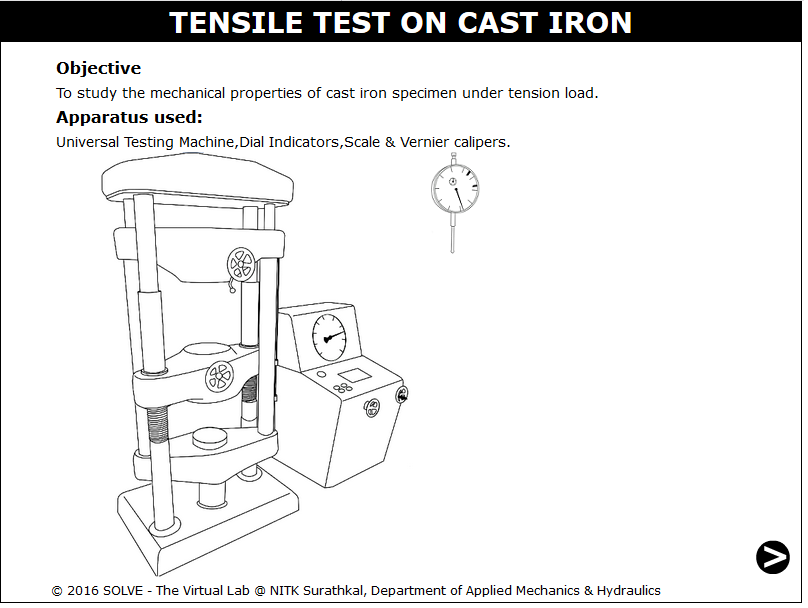 TENSILE TEST ON CAST IRON
Objective
To study the mechanical properties of cast iron specimen under tension load.
Apparatus used:
Universal Testing Machine,Dial Indicators,Scale & Vernier calipers.
© 2016 SOLVE - The Virtual Lab @ NITK Surathkal, Department of Applied Mechanics & Hydraulics